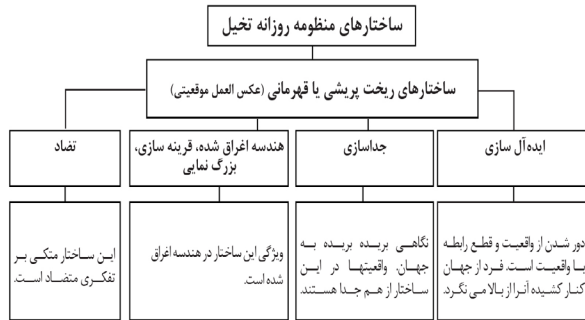 ساختارهای منظومه روزانه تخیل
ساختارهای ریخت پریشی یا قهرمانی (عکس العمل موقعیتی)
ایده‌آل سازی
جداسازی
هندسه اغراق شده، قرینه سازی،
بزرگ نمایی
تضاد
دور شدن از واقعیت و قطع رابطه
با واقعیت است. فرد از جهان
کنار کشیده آنرا از بالا می نگرد.
نگاهی بریده بریده به
جهان. واقعیتها در این
ساختار از هم جدا هستند.
ویژگی این ساختار در هندسه اغراق
شده است.
این ساختار متکی بر
تفکری متضاد است.